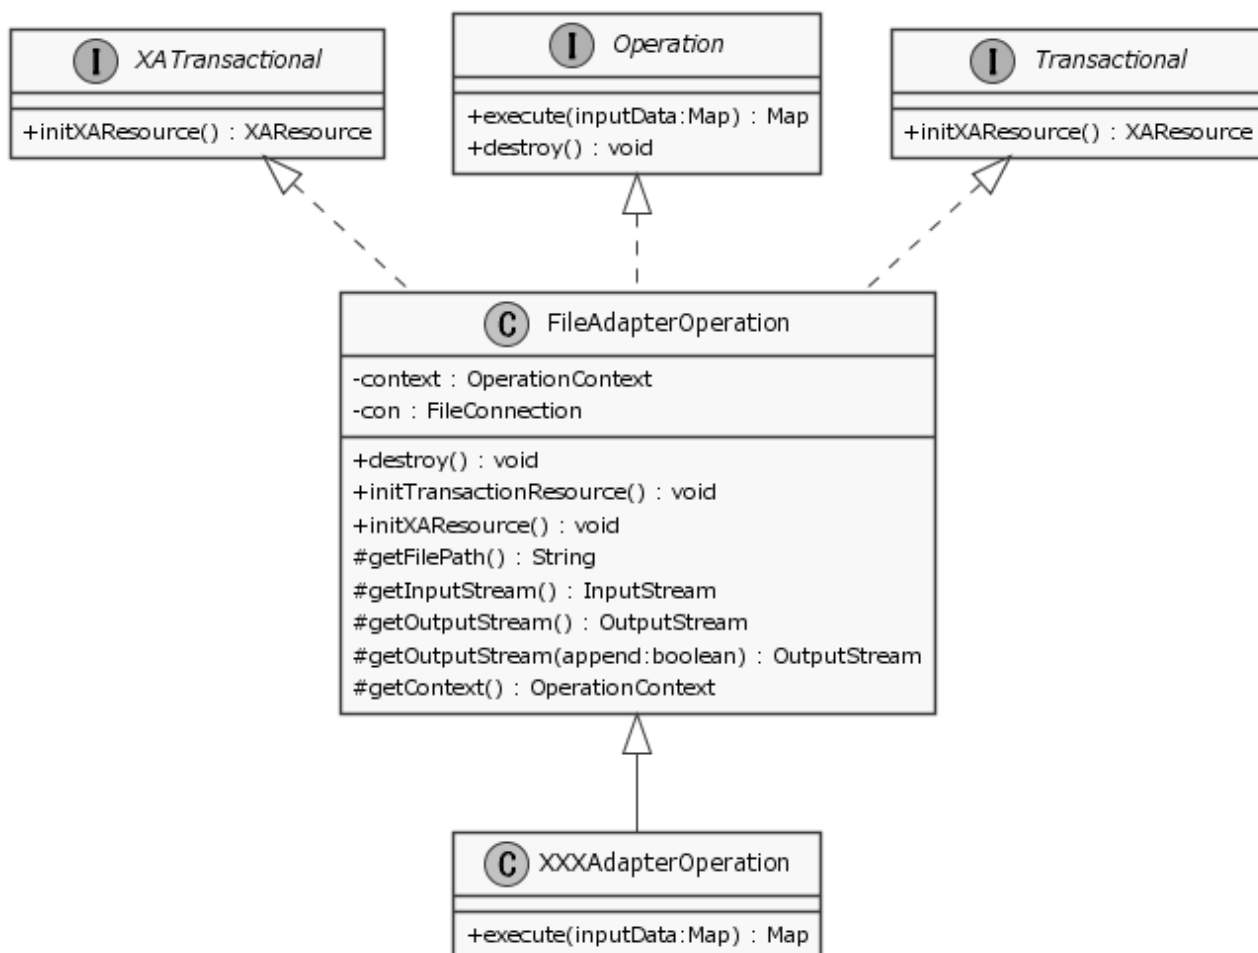 I XATransactional
+initXAResource() : XAResource
I Operation
+execute(inputData:Map) : Map
+destroy() : void
I Transactional
+initXAResource() : XAResource
C FileAdapterOperation
-context : OperationContext
-con : FileConnection
+destroy() : void
+initTransactionResource() : void
+initXAResource() : void
#getFilePath() : String
#getInputStream() : InputStream
#getOutputStream() : OutputStream
#getOutputStream(append:boolean) : OutputStream
#getContext() : OperationContext
C XXXAdapterOperation
+execute(inputData:Map) : Map